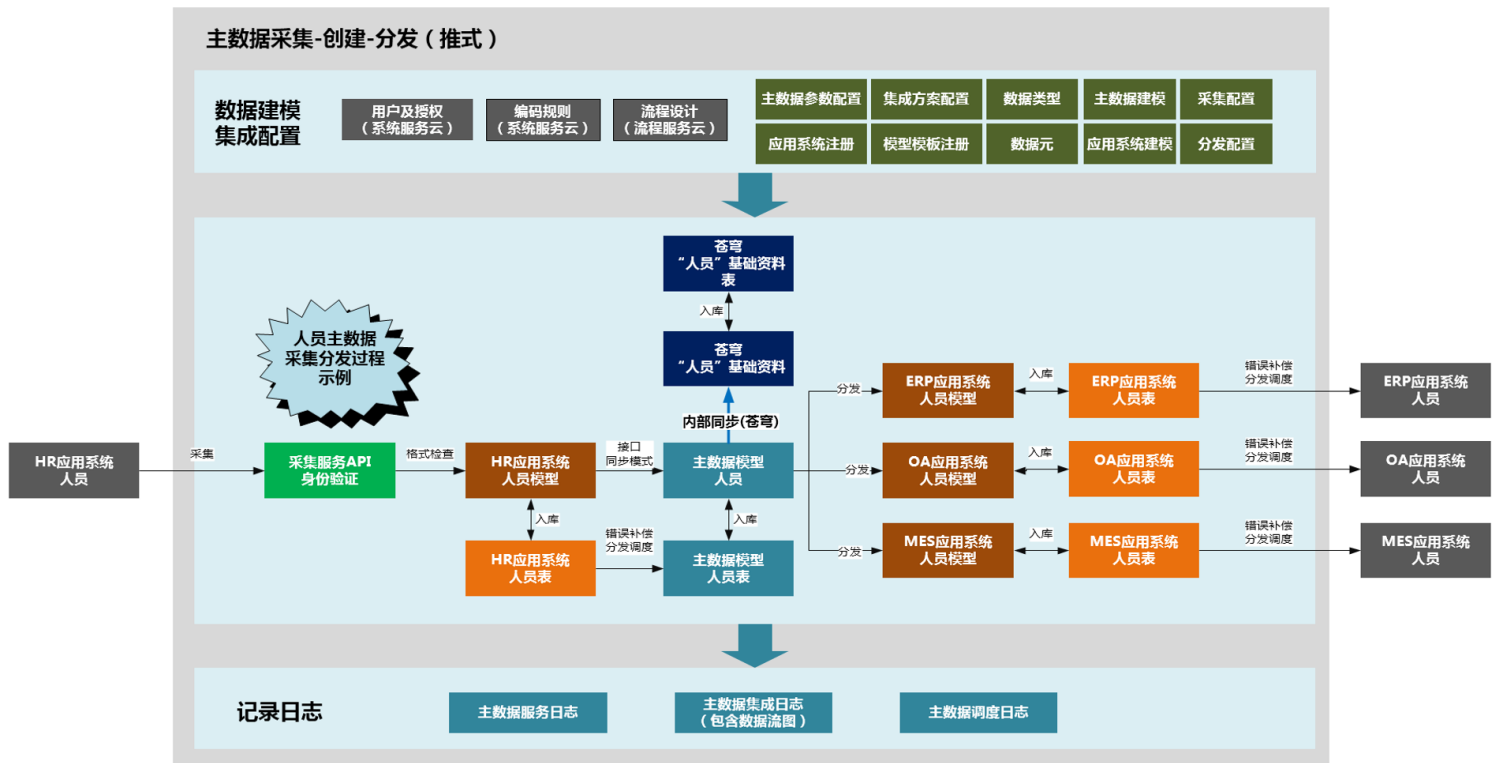 主数据采集-创建-分发（推式）
数据建模
集成配置
用户及授权
（系统服务云）
编码规则
（系统服务云）
流程设计
（流程服务云）
主数据参数配置
集成方案配置
数据类型
主数据建模
采集配置
应用系统注册
模型模板注册
数据元
应用系统建模
分发配置
苍穹
“人员”基础资料
表
入库
苍穹
“人员”基础资料
内部同步(苍穹)
人员主数据
采集分发过程
示例
HR应用系统
人员
采集
采集服务API
身份验证
格式检查
HR应用系统
人员模型
接口
同步模式
主数据模型
人员
入库
入库
HR应用系统
人员表
错误补偿
分发调度
主数据模型
人员表
分发
ERP应用系统
人员模型
入库
ERP应用系统
人员表
错误补偿
分发调度
ERP应用系统
人员
分发
OA应用系统
人员模型
入库
OA应用系统
人员表
错误补偿
分发调度
OA应用系统
人员
分发
MES应用系统
人员模型
入库
MES应用系统
人员表
错误补偿
分发调度
MES应用系统
人员
记录日志
主数据服务日志
主数据集成日志
（包含数据流图）
主数据调度日志